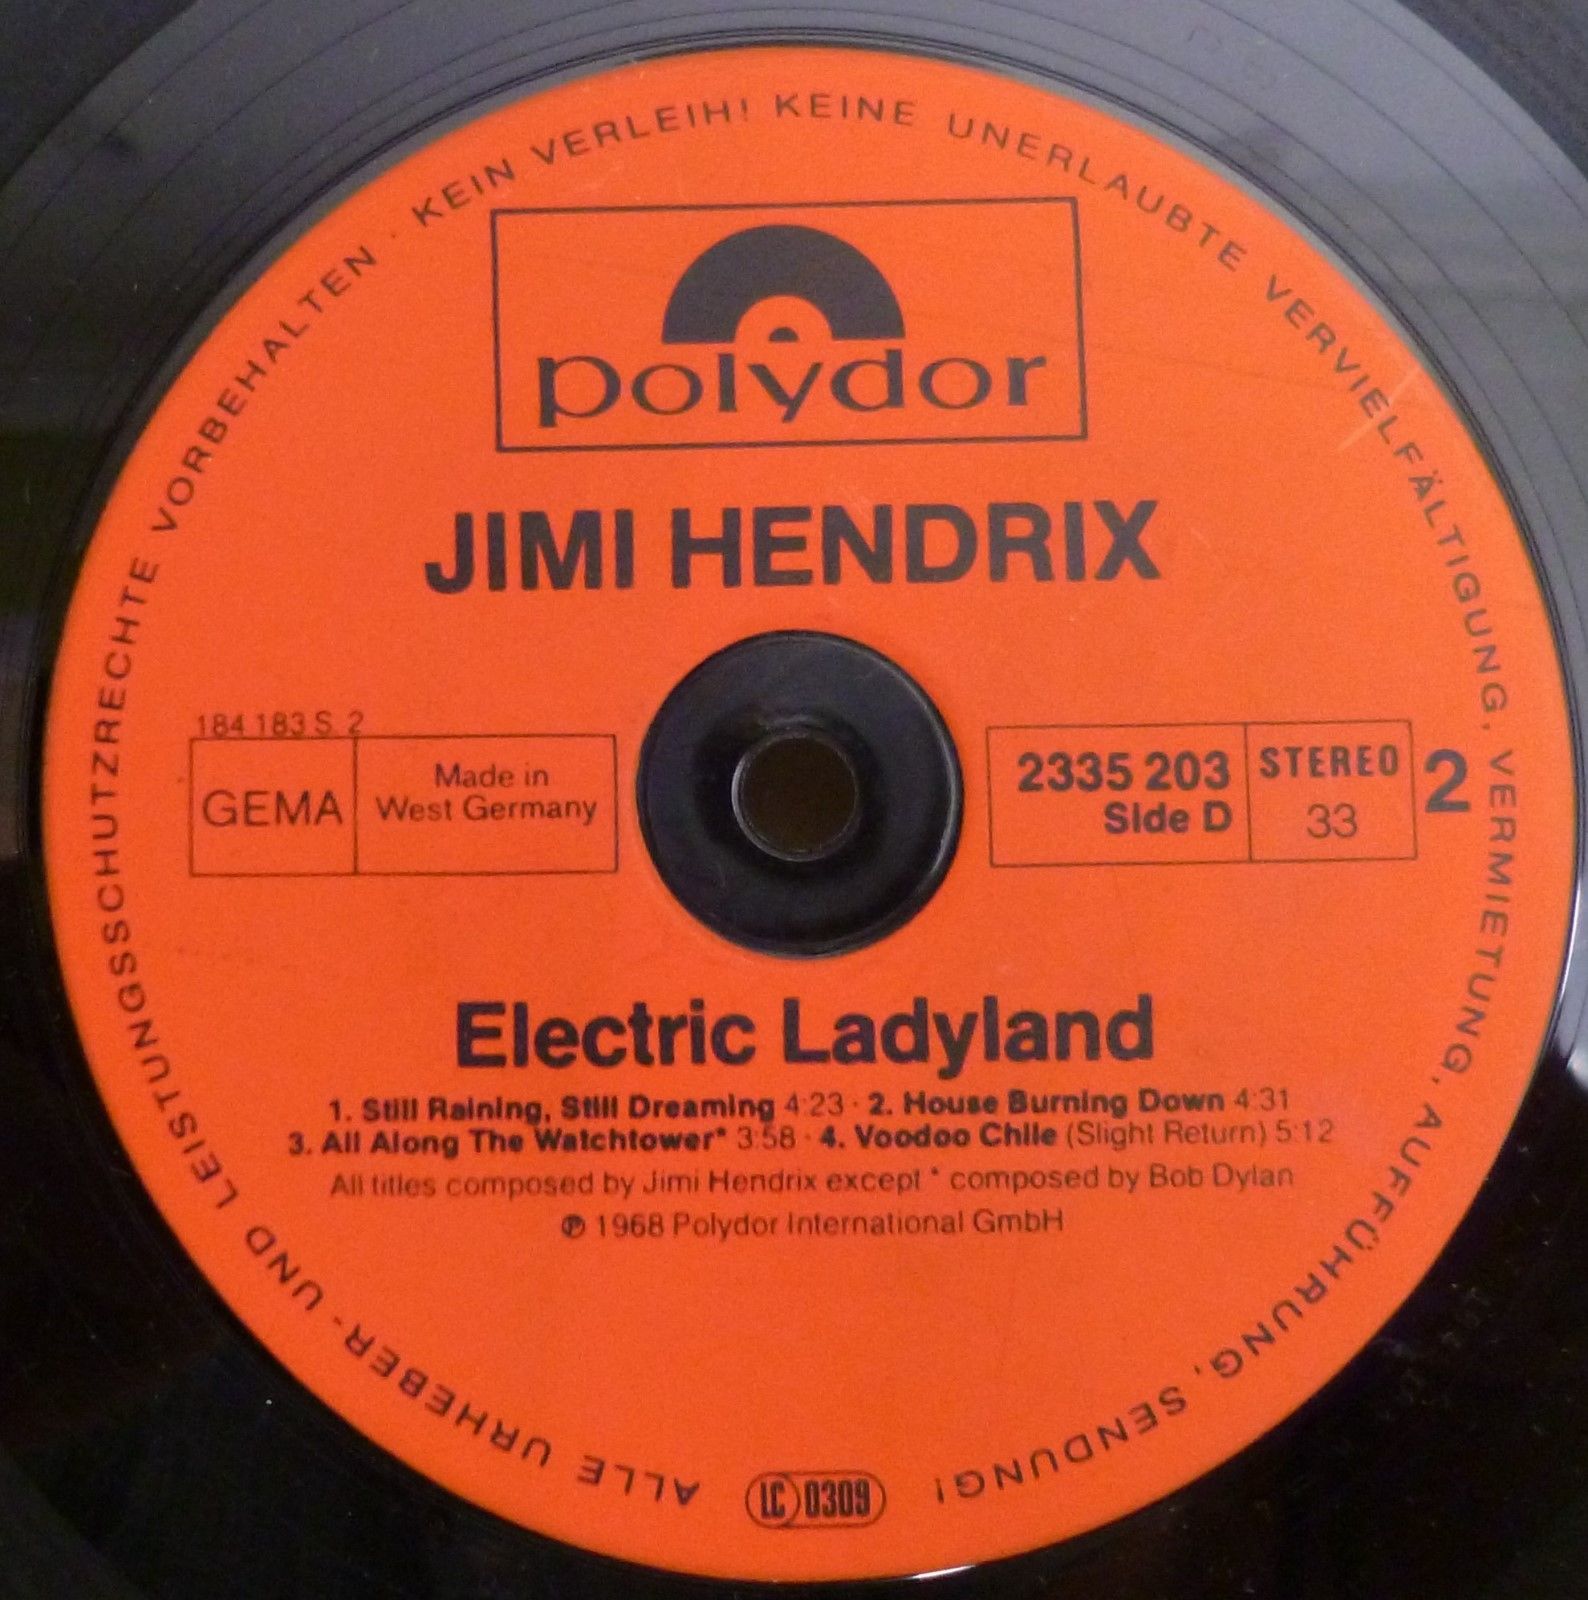 ALLE URHEBER- UND LEISTUNGSSCHUTZRECHTE VORBEHALTEN · KEIN VERLEIH! KEINE UNERLAUBTE VERVIELFÄLTIGUNG, VERMIETUNG, AUFFÜHRUNG, SENDUNG!
polydor
JIMI HENDRIX
184 183 S 2
GEMA
Made in
West Germany
2335 203
Side D
STEREO
33
2
Electric Ladyland
1. Still Raining, Still Dreaming 4:23 · 2. House Burning Down 4:31
3. All Along The Watchtower* 3:58 · 4. Voodoo Chile (Slight Return) 5:12
All titles composed by Jimi Hendrix except * composed by Bob Dylan
℗ 1968 Polydor International GmbH
LC 0309